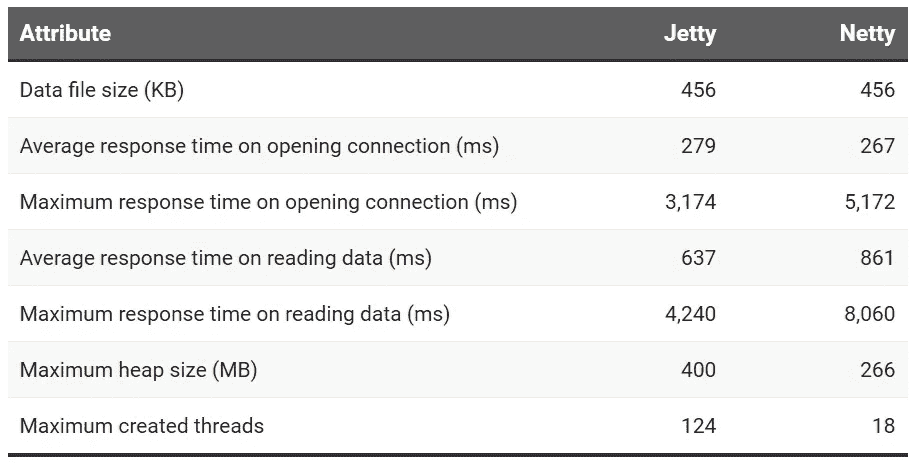 Attribute Jetty Netty
Data file size (KB) 456 456
Average response time on opening connection (ms) 279 267
Maximum response time on opening connection (ms) 3,174 5,172
Average response time on reading data (ms) 637 861
Maximum response time on reading data (ms) 4,240 8,060
Maximum heap size (MB) 400 266
Maximum created threads 124 18